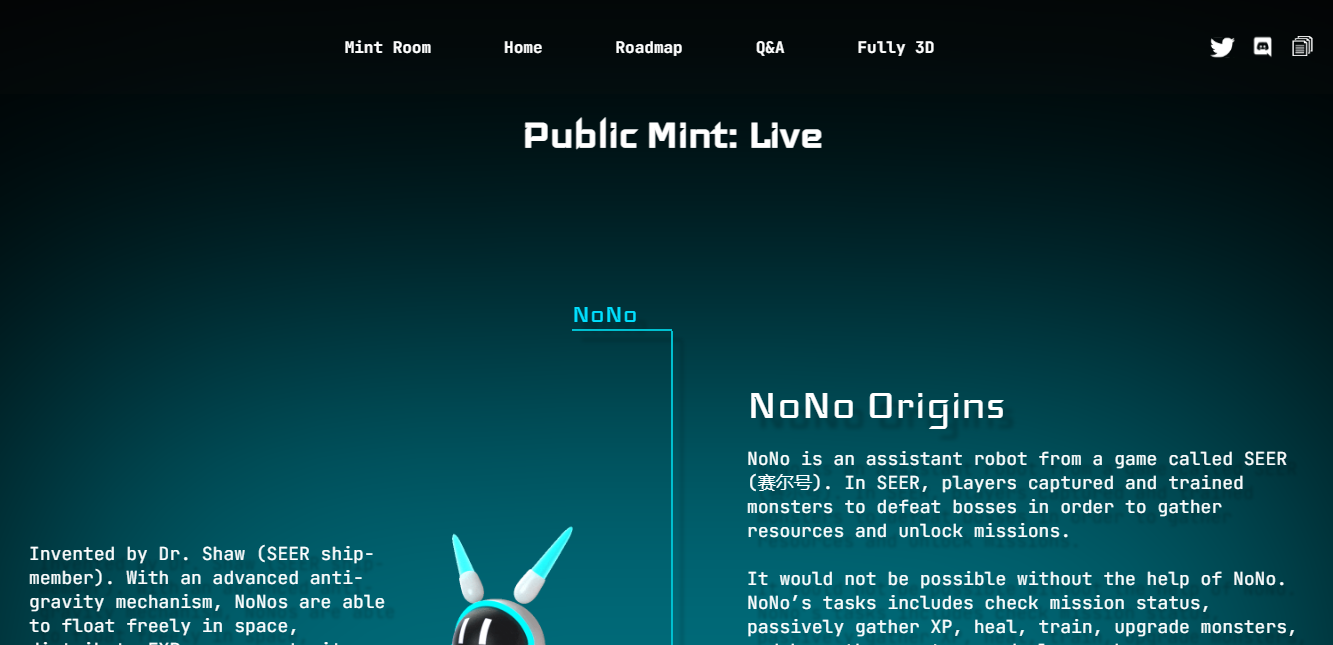 Mint Room Home Roadmap Q&A Fully 3D
Public Mint: Live
NoNo
NoNo Origins
NoNo is an assistant robot from a game called SEER
(赛尔号). In SEER, players captured and trained
monsters to defeat bosses in order to gather
resources and unlock missions.
It would not be possible without the help of NoNo.
NoNo’s tasks includes check mission status,
passively gather XP, heal, train, upgrade monsters,
Invented by Dr. Shaw (SEER ship-
member). With an advanced anti-
gravity mechanism, NoNos are able
to float freely in space,